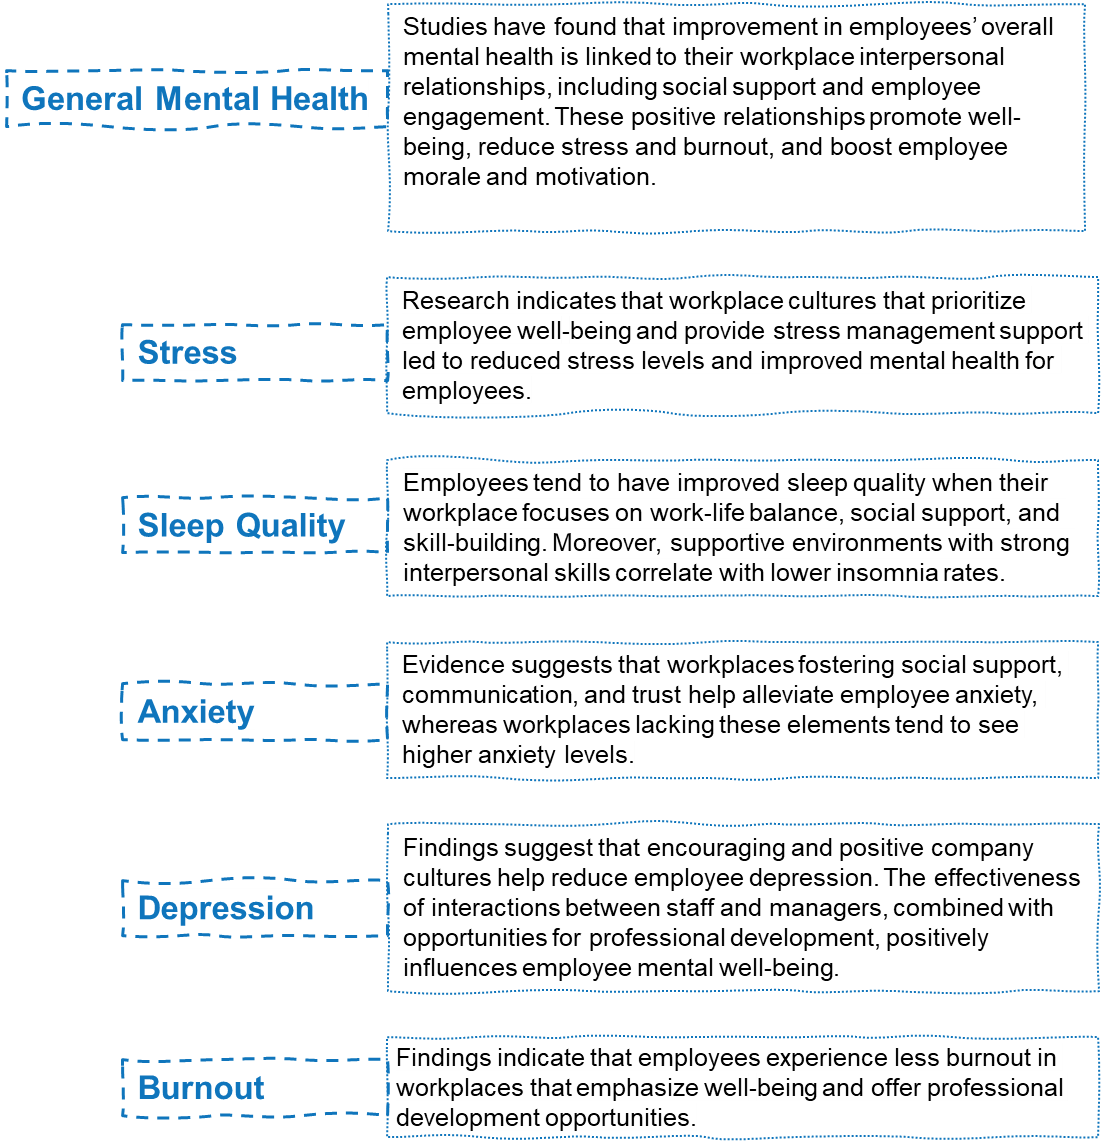 General Mental Health
Studies have found that improvement in employees’ overall
mental health is linked to their workplace interpersonal
relationships, including social support and employee
engagement. These positive relationships promote well-
being, reduce stress and burnout, and boost employee
morale and motivation.
Stress
Research indicates that workplace cultures that prioritize
employee well-being and provide stress management support
led to reduced stress levels and improved mental health for
employees.
Sleep Quality
Employees tend to have improved sleep quality when their
workplace focuses on work-life balance, social support, and
skill-building. Moreover, supportive environments with strong
interpersonal skills correlate with lower insomnia rates.
Anxiety
Evidence suggests that workplaces fostering social support,
communication, and trust help alleviate employee anxiety,
whereas workplaces lacking these elements tend to see
higher anxiety levels.
Depression
Findings suggest that encouraging and positive company
cultures help reduce employee depression. The effectiveness
of interactions between staff and managers, combined with
opportunities for professional development, positively
influences employee mental well-being.
Burnout
Findings indicate that employees experience less burnout in
workplaces that emphasize well-being and offer professional
development opportunities.